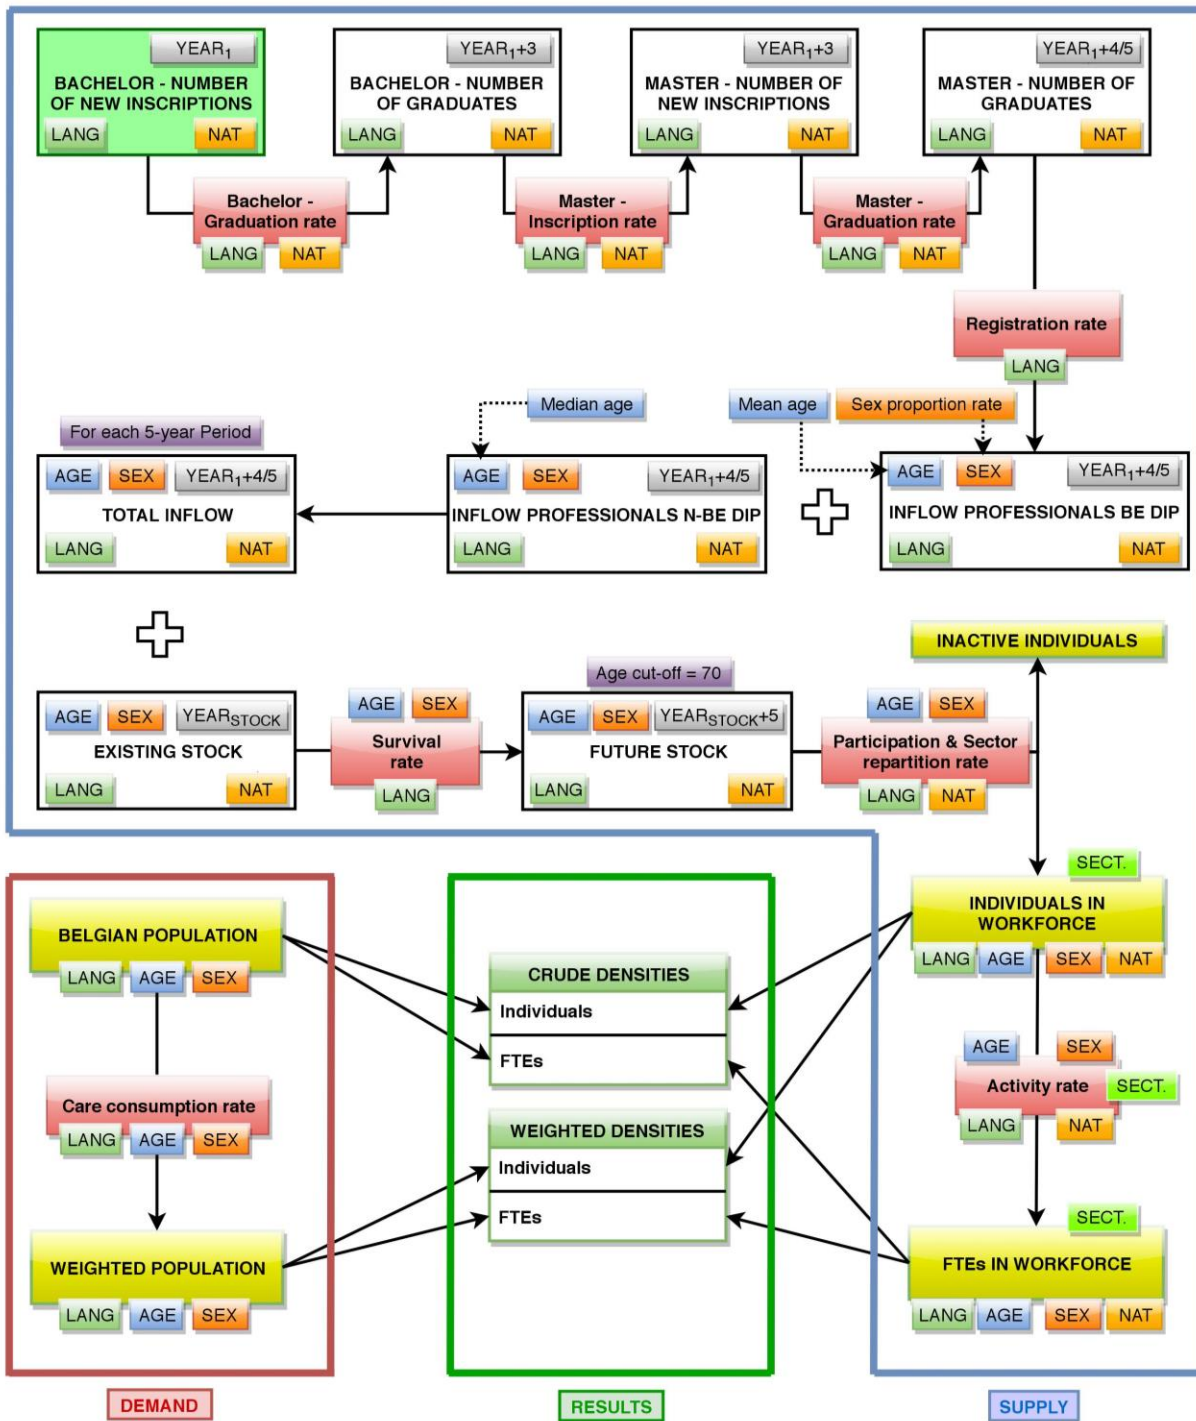 YEAR1
BACHELOR - NUMBER
OF NEW INSCRIPTIONS
LANG NAT
YEAR1+3
BACHELOR - NUMBER
OF GRADUATES
LANG NAT
YEAR1+3
MASTER - NUMBER OF
NEW INSCRIPTIONS
LANG NAT
YEAR1+4/5
MASTER - NUMBER OF
GRADUATES
LANG NAT
Bachelor -
Graduation rate
LANG NAT
Master -
Inscription rate
LANG NAT
Master -
Graduation rate
LANG NAT
Registration rate
LANG
Median age
Mean age
Sex proportion rate
For each 5-year Period
AGE SEX YEAR1+4/5
TOTAL INFLOW
LANG NAT
AGE SEX YEAR1+4/5
INFLOW PROFESSIONALS N-BE DIP
LANG NAT
AGE SEX YEAR1+4/5
INFLOW PROFESSIONALS BE DIP
LANG NAT
INACTIVE INDIVIDUALS
AGE SEX YEARSTOCK
EXISTING STOCK
LANG NAT
AGE SEX
Survival
rate
LANG
Age cut-off = 70
AGE SEX YEARSTOCK+5
FUTURE STOCK
LANG NAT
AGE SEX
Participation & Sector
repartition rate
LANG NAT
BELGIAN POPULATION
LANG AGE SEX
Care consumption rate
LANG AGE SEX
WEIGHTED POPULATION
LANG AGE SEX
CRUDE DENSITIES
Individuals
FTEs
WEIGHTED DENSITIES
Individuals
FTEs
SECT.
INDIVIDUALS IN
WORKFORCE
LANG AGE SEX NAT
AGE SEX
Activity rate SECT.
LANG NAT
SECT.
FTEs IN WORKFORCE
LANG AGE SEX NAT
DEMAND
RESULTS
SUPPLY